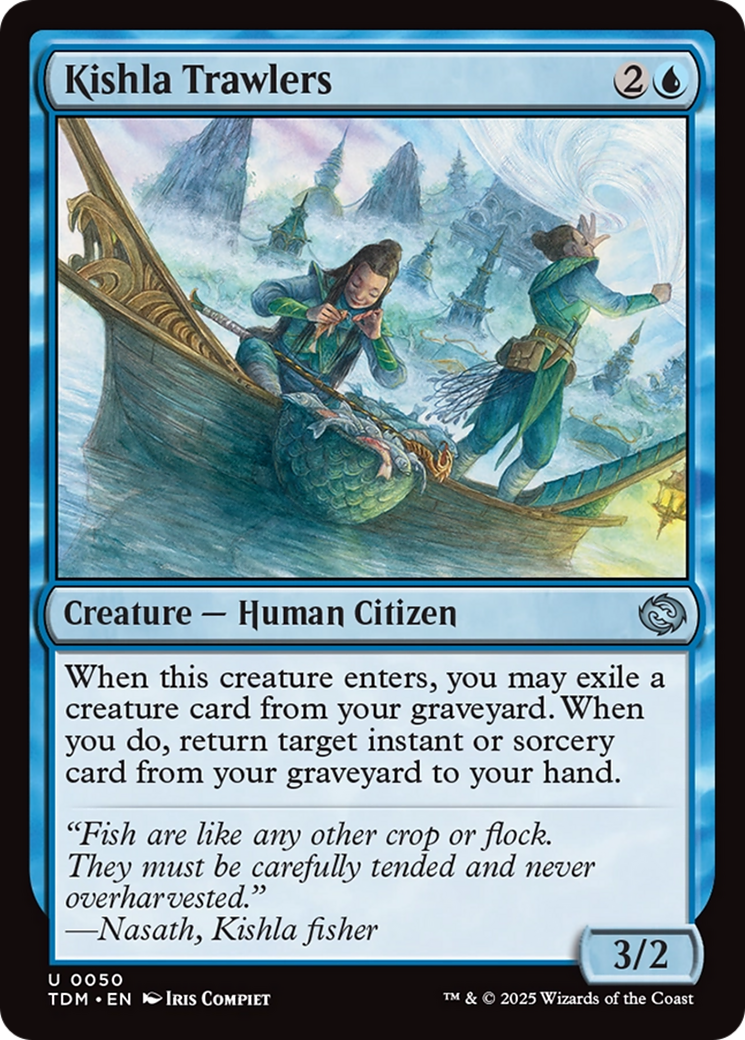 Kishla Trawlers 2
Creature — Human Citizen
When this creature enters, you may exile a
creature card from your graveyard. When
you do, return target instant or sorcery
card from your graveyard to your hand.
“Fish are like any other crop or flock.
They must be carefully tended and never
overharvested.”
—Nasath, Kishla fisher
3/2
U 0050
TDM • EN Iris Compiet
™ & © 2025 Wizards of the Coast